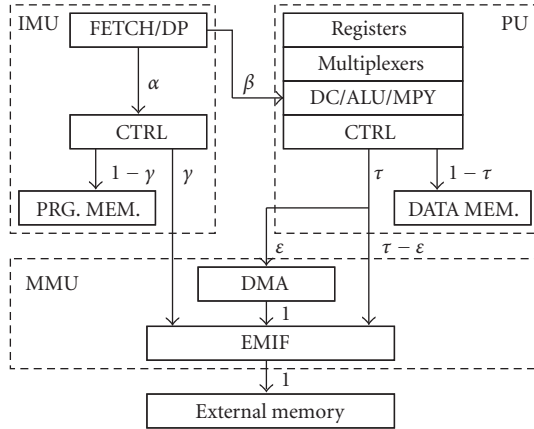 IMU
FETCH/DP
PU
Registers
Multiplexers
DC/ALU/MPY
CTRL
α
β
CTRL
1 − γ
γ
τ
1 − τ
PRG. MEM.
DATA MEM.
ε
τ − ε
MMU
DMA
1
EMIF
1
External memory